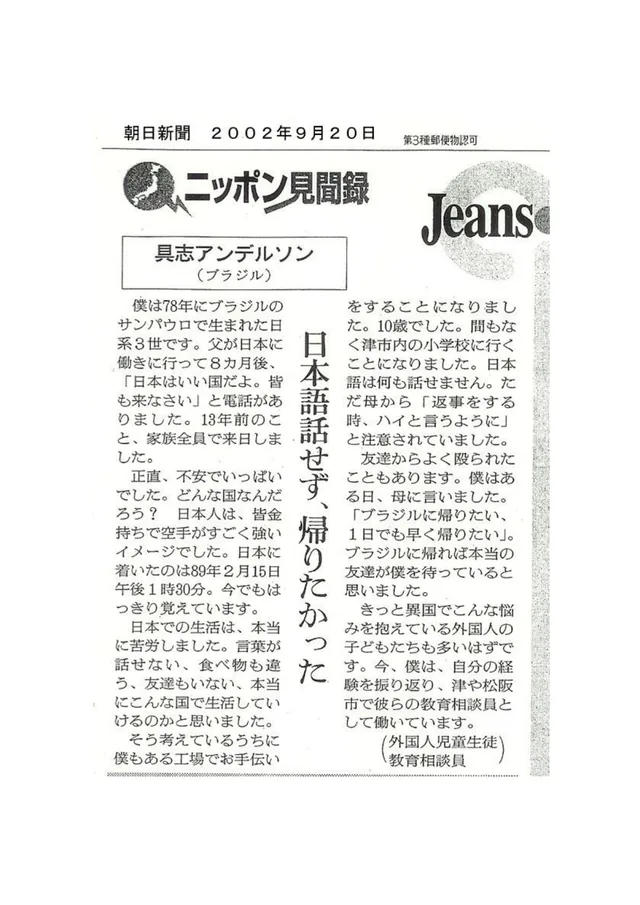 朝日新聞 2002年9月20日
第3種郵便物認可
ニッポン見聞録
Jeans
具志アンデルソン
(ブラジル)
日本語話せず、帰りたかった
僕は78年にブラジルの
サンパウロで生まれた日
系3世です。父が日本に
働きに行って8カ月後、
「日本はいい国だよ。皆
も来なさい」と電話があ
りました。13年前のこ
と、家族全員で来日しま
した。
正直、不安でいっぱい
でした。どんな国なんだ
ろう? 日本人は、皆金
持ちで空手がすごく強い
イメージでした。日本に
着いたのは89年2月15日
午後1時30分。今でもは
っきり覚えています。
日本での生活は、本当
に苦労しました。言葉が
話せない、食べ物も違
う、友達もいない、本当
にこんな国で生活してい
けるのかと思いました。
そう考えているうちに
僕もある工場でお手伝い
をすることになりまし
た。10歳でした。間もな
く津市内の小学校に行く
ことになりました。日本
語は何も話せません。た
だ母から「返事をする
時、ハイと言うように」
と注意されていました。
友達からよく殴られた
こともあります。僕はあ
る日、母に言いました。
「ブラジルに帰りたい、
1日でも早く帰りたい」。
ブラジルに帰れば本当の
友達が僕を待っていると
思いました。
きっと異国でこんな悩
みを抱えている外国人の
子どもたちも多いはずで
す。今、僕は、自分の経
験を振り返り、津や松阪
市で彼らの教育相談員と
して働いています。
(外国人児童生徒
教育相談員)